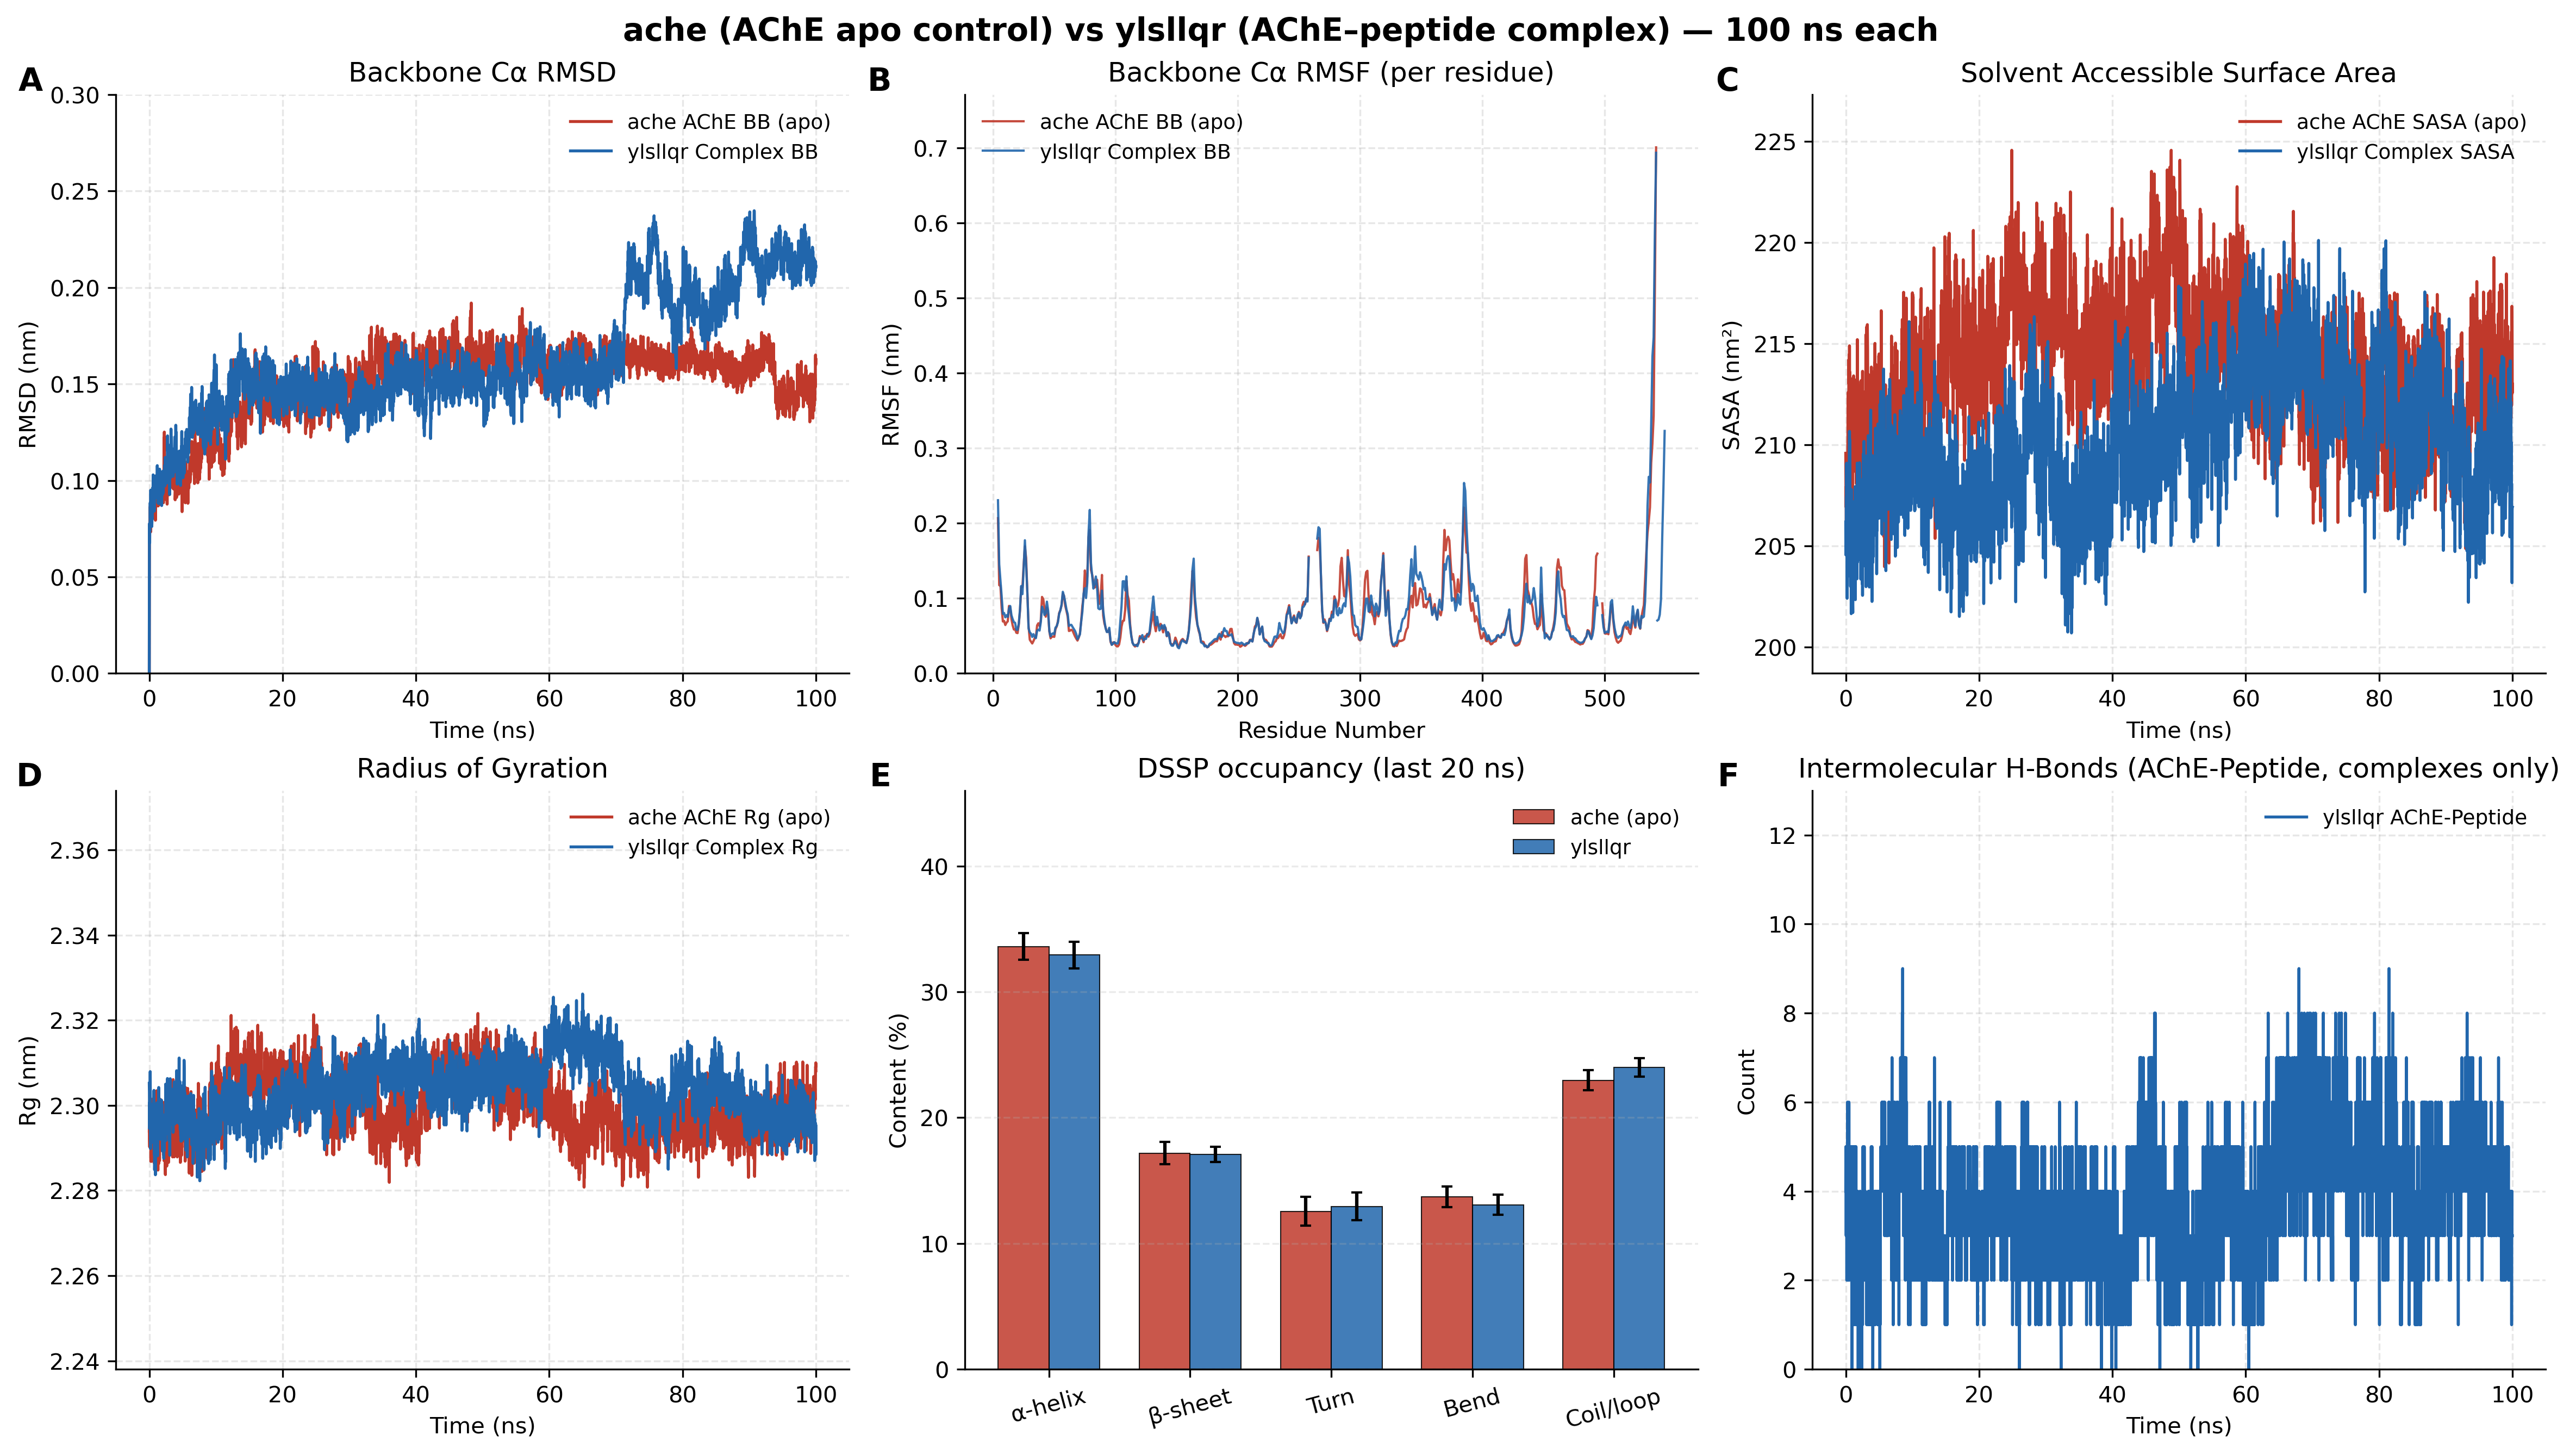 ache (AChE apo control) vs ylsllqr (AChE–peptide complex) — 100 ns each
A
Backbone Cα RMSD
ache AChE BB (apo)
ylsllqr Complex BB
RMSD (nm)
0.30
0.25
0.20
0.15
0.10
0.05
0.00
0 20 40 60 80 100
Time (ns)
B
Backbone Cα RMSF (per residue)
ache AChE BB (apo)
ylsllqr Complex BB
RMSF (nm)
0.7
0.6
0.5
0.4
0.3
0.2
0.1
0.0
0 100 200 300 400 500
Residue Number
C
Solvent Accessible Surface Area
ache AChE SASA (apo)
ylsllqr Complex SASA
SASA (nm²)
225
220
215
210
205
200
0 20 40 60 80 100
Time (ns)
D
Radius of Gyration
ache AChE Rg (apo)
ylsllqr Complex Rg
Rg (nm)
2.36
2.34
2.32
2.30
2.28
2.26
2.24
0 20 40 60 80 100
Time (ns)
E
DSSP occupancy (last 20 ns)
ache (apo)
ylsllqr
Content (%)
40
30
20
10
0
α-helix β-sheet Turn Bend Coil/loop
F
Intermolecular H-Bonds (AChE-Peptide, complexes only)
ylsllqr AChE-Peptide
Count
12
10
8
6
4
2
0
0 20 40 60 80 100
Time (ns)